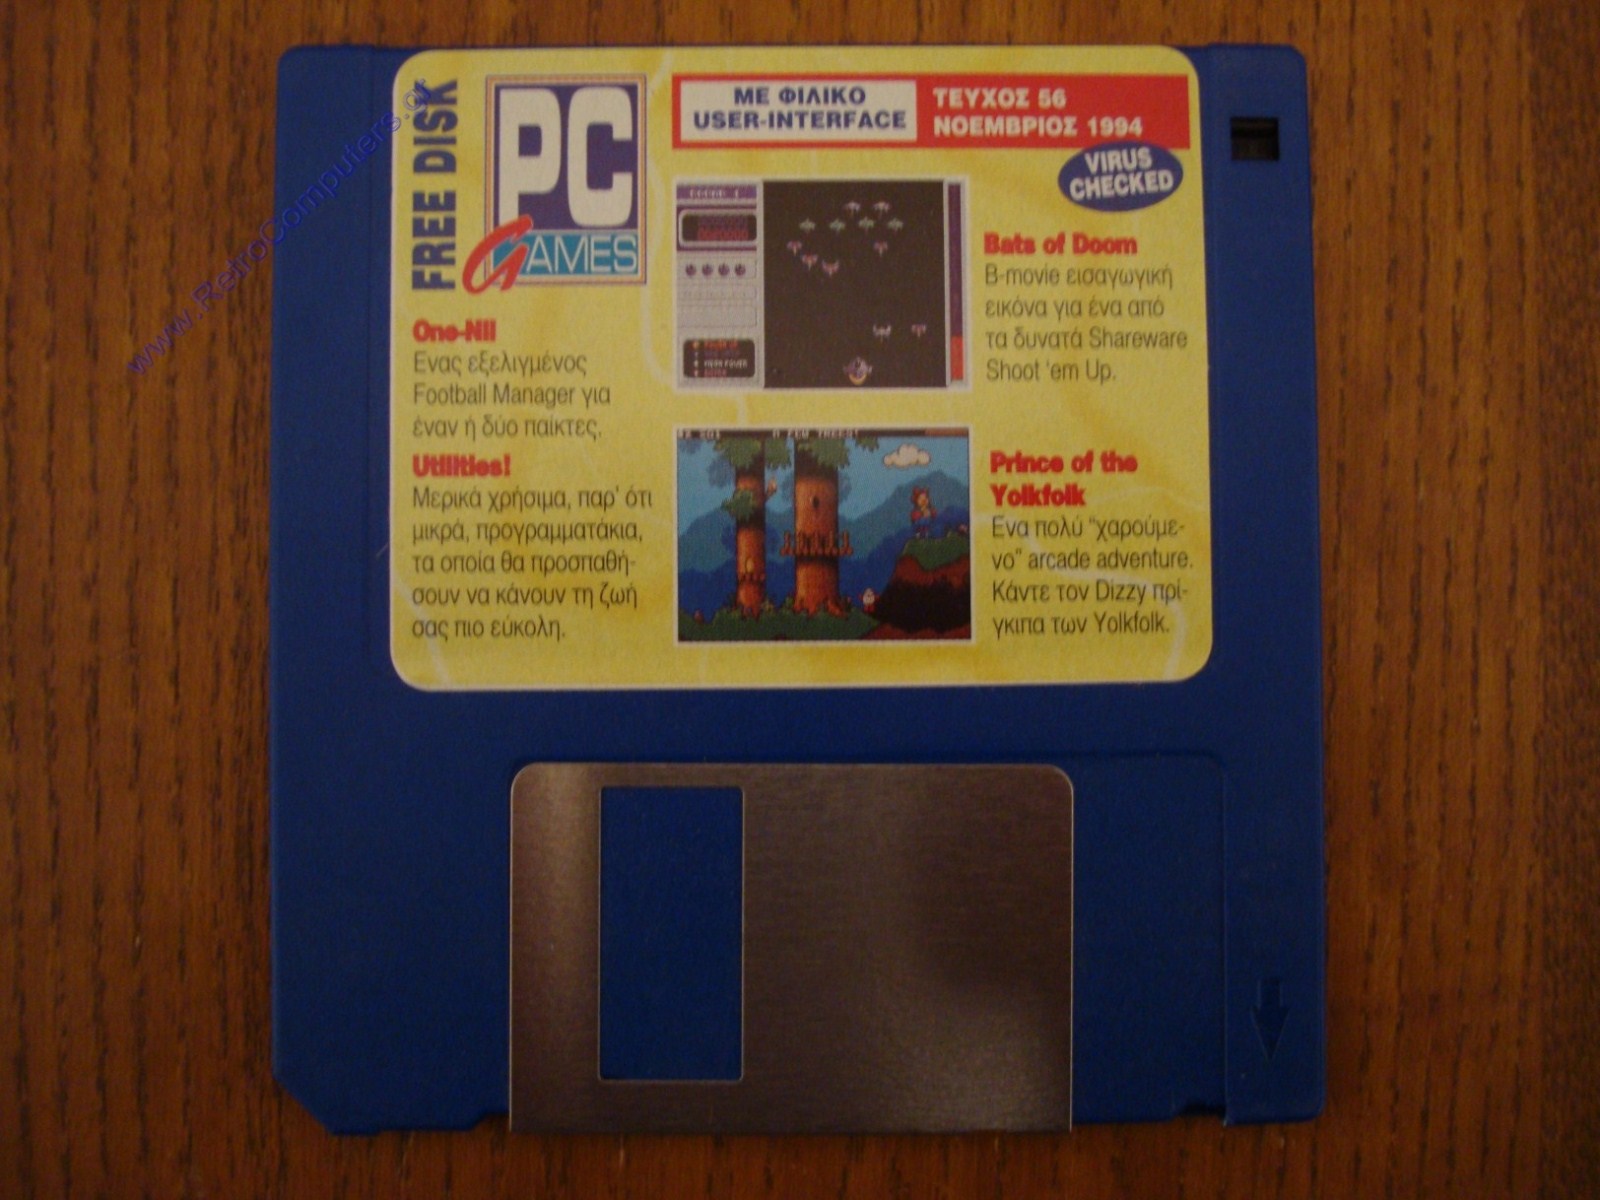 www.RetroComputers.gr
FREE DISK
PC
GAMES
ΜΕ ΦΙΛΙΚΟ
USER-INTERFACE
ΤΕΥΧΟΣ 56
ΝΟΕΜΒΡΙΟΣ 1994
VIRUS
CHECKED
One-Nil
Ενας εξελιγμένος
Football Manager για
έναν ή δύο παίκτες.
Utilities!
Μερικά χρήσιμα, παρ' ότι
μικρά, προγραμματάκια,
τα οποία θα προσπαθή-
σουν να κάνουν τη ζωή
σας πιο εύκολη.
Bats of Doom
B-movie εισαγωγική
εικόνα για ένα από
τα δυνατά Shareware
Shoot 'em Up.
Prince of the
Yolkfolk
Ενα πολύ "χαρούμε-
νο" arcade adventure.
Κάντε τον Dizzy πρί-
γκιπα των Yolkfolk.